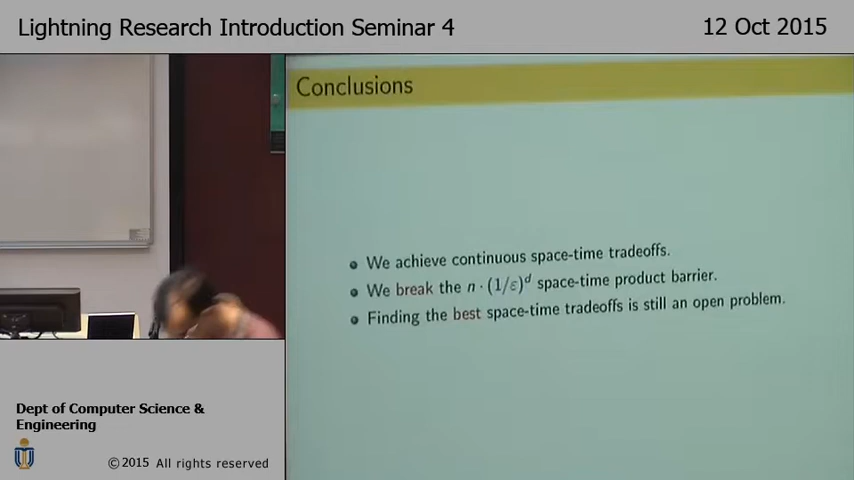 Lightning Research Introduction Seminar 4
12 Oct 2015
Conclusions
We achieve continuous space-time tradeoffs.
We break the n · (1/ε)^d space-time product barrier.
Finding the best space-time tradeoffs is still an open problem.
Dept of Computer Science &
Engineering
©2015 All rights reserved